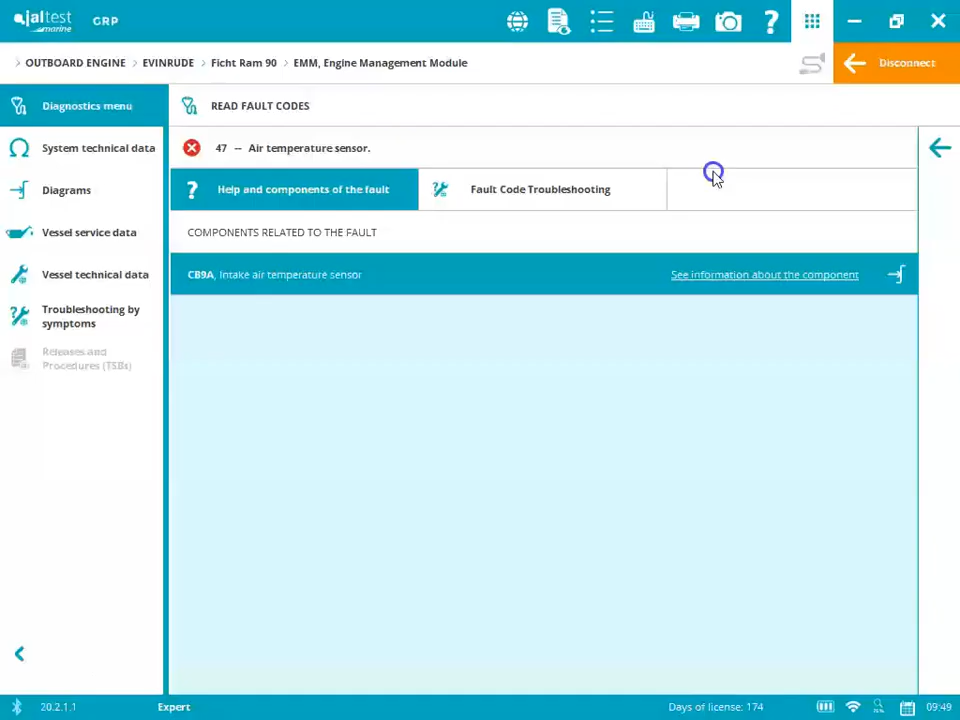 jaltest marine GRP
OUTBOARD ENGINE > EVINRUDE > Ficht Ram 90 > EMM, Engine Management Module
Disconnect
Diagnostics menu
System technical data
Diagrams
Vessel service data
Vessel technical data
Troubleshooting by
symptoms
Releases and
Procedures (TSBs)
READ FAULT CODES
47 -- Air temperature sensor.
Help and components of the fault
Fault Code Troubleshooting
COMPONENTS RELATED TO THE FAULT
CB9A, Intake air temperature sensor
See information about the component
20.2.1.1
Expert
Days of license: 174
09:49